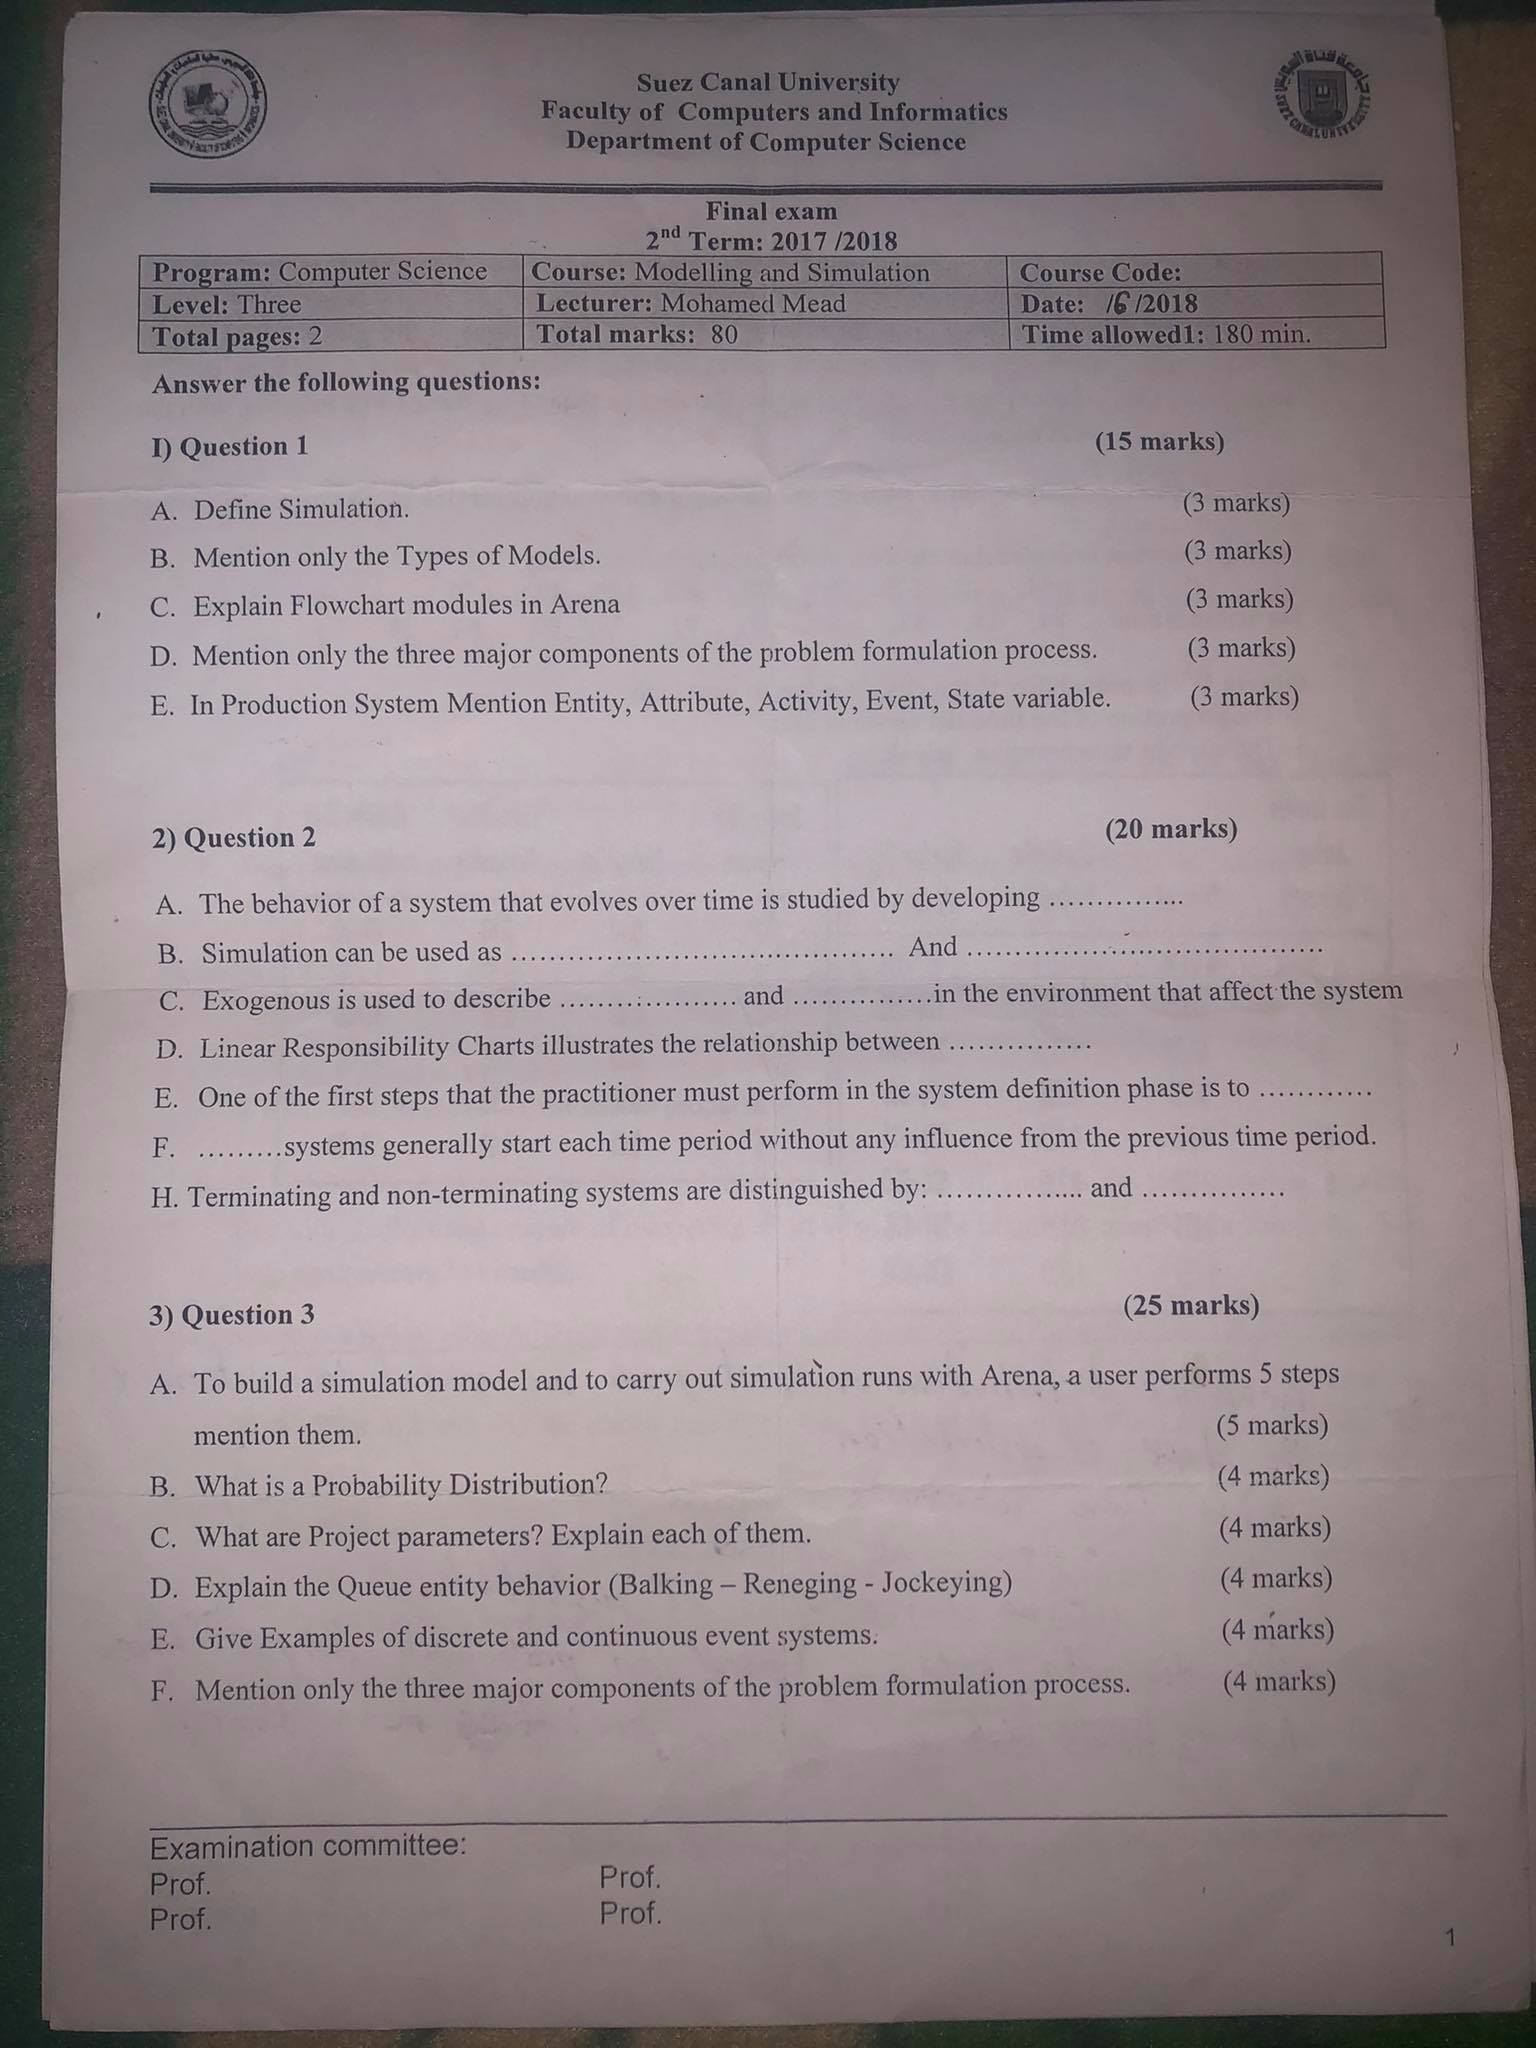 Suez Canal University
Faculty of Computers and Informatics
Department of Computer Science
Final exam
2nd Term: 2017 /2018
Program: Computer Science Course: Modelling and Simulation Course Code:
Level: Three Lecturer: Mohamed Mead Date: /6 /2018
Total pages: 2 Total marks: 80 Time allowed1: 180 min.
Answer the following questions:
I) Question 1 (15 marks)
A. Define Simulation. (3 marks)
B. Mention only the Types of Models. (3 marks)
C. Explain Flowchart modules in Arena (3 marks)
D. Mention only the three major components of the problem formulation process. (3 marks)
E. In Production System Mention Entity, Attribute, Activity, Event, State variable. (3 marks)
2) Question 2 (20 marks)
A. The behavior of a system that evolves over time is studied by developing ...............
B. Simulation can be used as ......................................... And ......................................
C. Exogenous is used to describe ................... and ...............in the environment that affect the system
D. Linear Responsibility Charts illustrates the relationship between ...............
E. One of the first steps that the practitioner must perform in the system definition phase is to ............
F. .........systems generally start each time period without any influence from the previous time period.
H. Terminating and non-terminating systems are distinguished by: ................ and ...............
3) Question 3 (25 marks)
A. To build a simulation model and to carry out simulation runs with Arena, a user performs 5 steps
mention them. (5 marks)
B. What is a Probability Distribution? (4 marks)
C. What are Project parameters? Explain each of them. (4 marks)
D. Explain the Queue entity behavior (Balking – Reneging - Jockeying) (4 marks)
E. Give Examples of discrete and continuous event systems. (4 marks)
F. Mention only the three major components of the problem formulation process. (4 marks)
Examination committee:
Prof. Prof.
Prof. Prof.
1